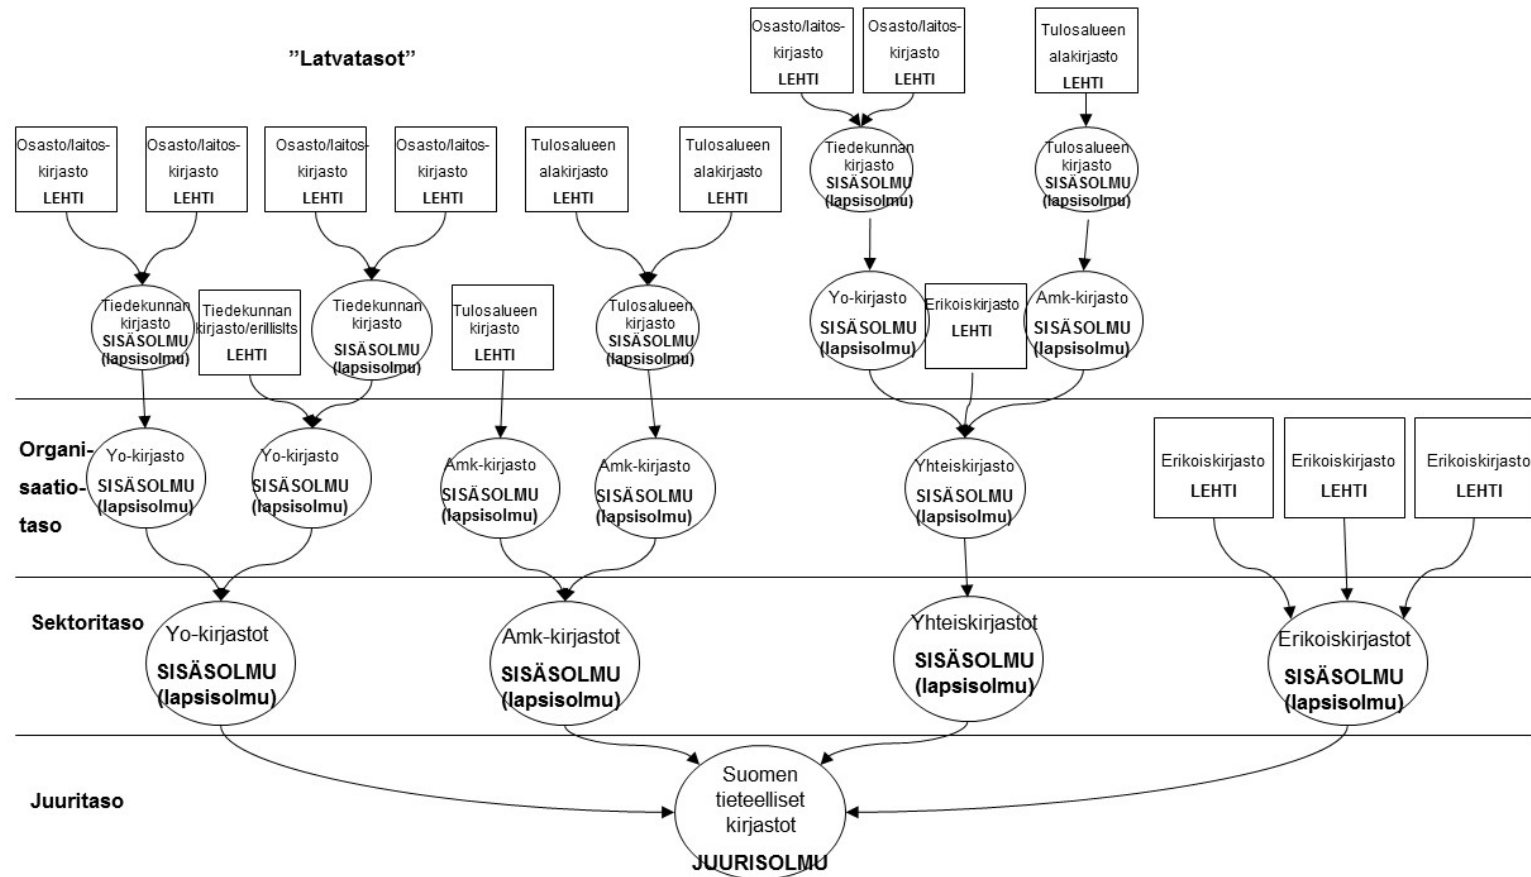 ”Latvatasot”
Osasto/laitos-
kirjasto
LEHTI
Osasto/laitos-
kirjasto
LEHTI
Tulosalueen
alakirjasto
LEHTI
Osasto/laitos-
kirjasto
LEHTI
Osasto/laitos-
kirjasto
LEHTI
Osasto/laitos-
kirjasto
LEHTI
Osasto/laitos-
kirjasto
LEHTI
Tulosalueen
alakirjasto
LEHTI
Tulosalueen
alakirjasto
LEHTI
Tiedekunnan
kirjasto
SISÄSOLMU
(lapsisolmu)
Tulosalueen
kirjasto
SISÄSOLMU
(lapsisolmu)
Tiedekunnan
kirjasto
SISÄSOLMU
(lapsisolmu)
Tiedekunnan
kirjasto/erillislts
LEHTI
Tiedekunnan
kirjasto
SISÄSOLMU
(lapsisolmu)
Tulosalueen
kirjasto
LEHTI
Tulosalueen
kirjasto
SISÄSOLMU
(lapsisolmu)
Yo-kirjasto
SISÄSOLMU
(lapsisolmu)
Erikoiskirjasto
LEHTI
Amk-kirjasto
SISÄSOLMU
(lapsisolmu)
Organi-
saatio-
taso
Yo-kirjasto
SISÄSOLMU
(lapsisolmu)
Yo-kirjasto
SISÄSOLMU
(lapsisolmu)
Amk-kirjasto
SISÄSOLMU
(lapsisolmu)
Amk-kirjasto
SISÄSOLMU
(lapsisolmu)
Yhteiskirjasto
SISÄSOLMU
(lapsisolmu)
Erikoiskirjasto
LEHTI
Erikoiskirjasto
LEHTI
Erikoiskirjasto
LEHTI
Sektoritaso
Yo-kirjastot
SISÄSOLMU
(lapsisolmu)
Amk-kirjastot
SISÄSOLMU
(lapsisolmu)
Yhteiskirjastot
SISÄSOLMU
(lapsisolmu)
Erikoiskirjastot
SISÄSOLMU
(lapsisolmu)
Juuritaso
Suomen
tieteelliset
kirjastot
JUURISOLMU